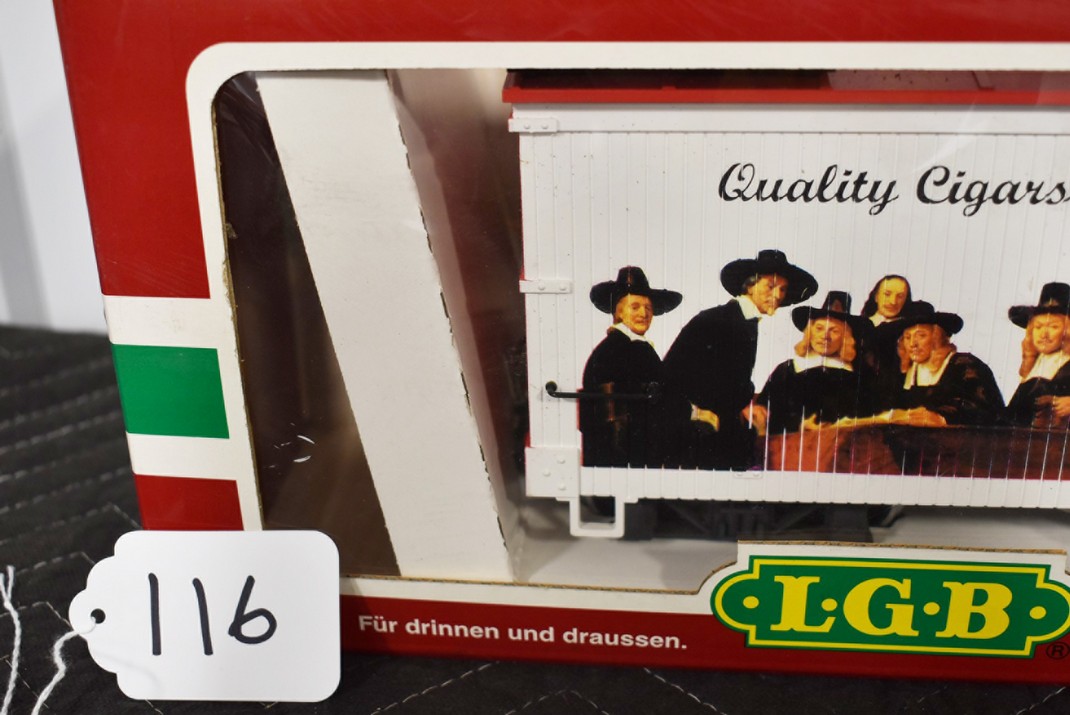 Quality Cigars
L·G·B
®
Für drinnen und draussen.
116